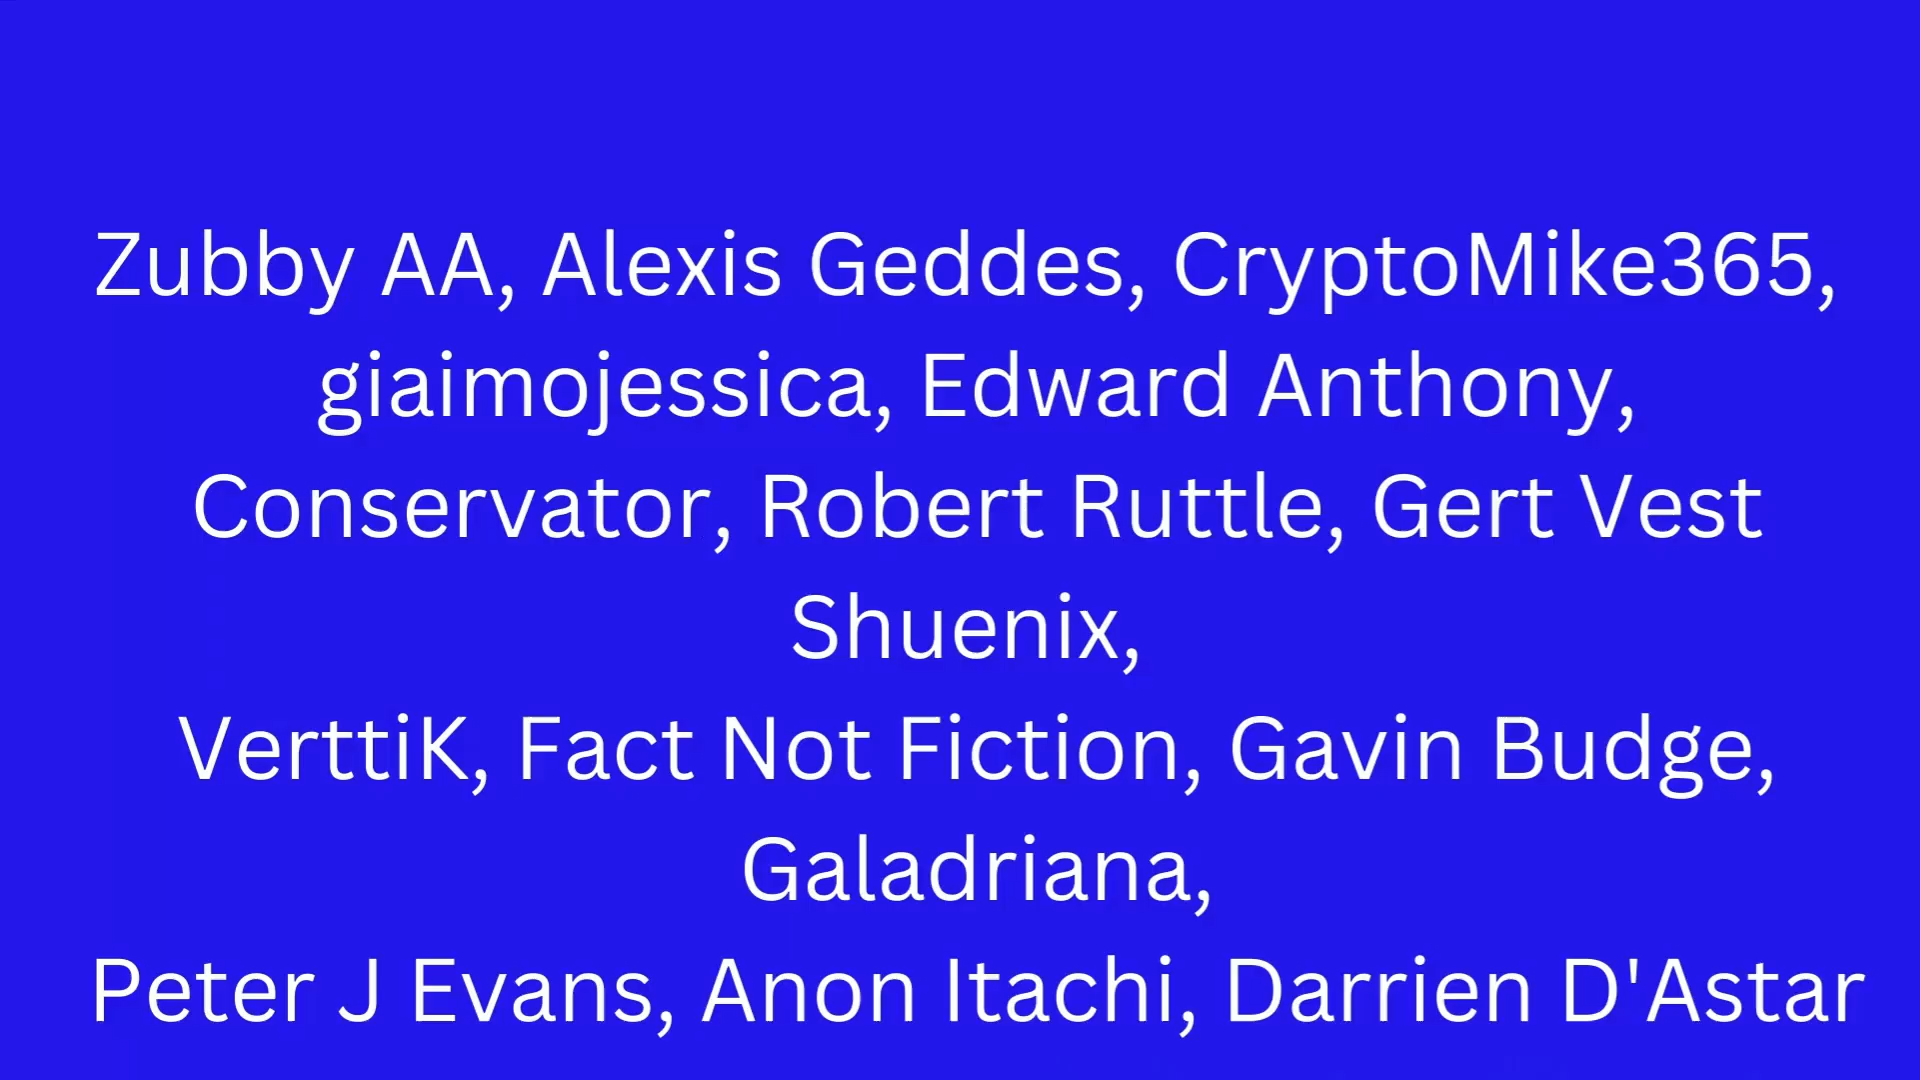 Zubby AA, Alexis Geddes, CryptoMike365,
giaimojessica, Edward Anthony,
Conservator, Robert Ruttle, Gert Vest
Shuenix,
VerttiK, Fact Not Fiction, Gavin Budge,
Galadriana,
Peter J Evans, Anon Itachi, Darrien D'Astar